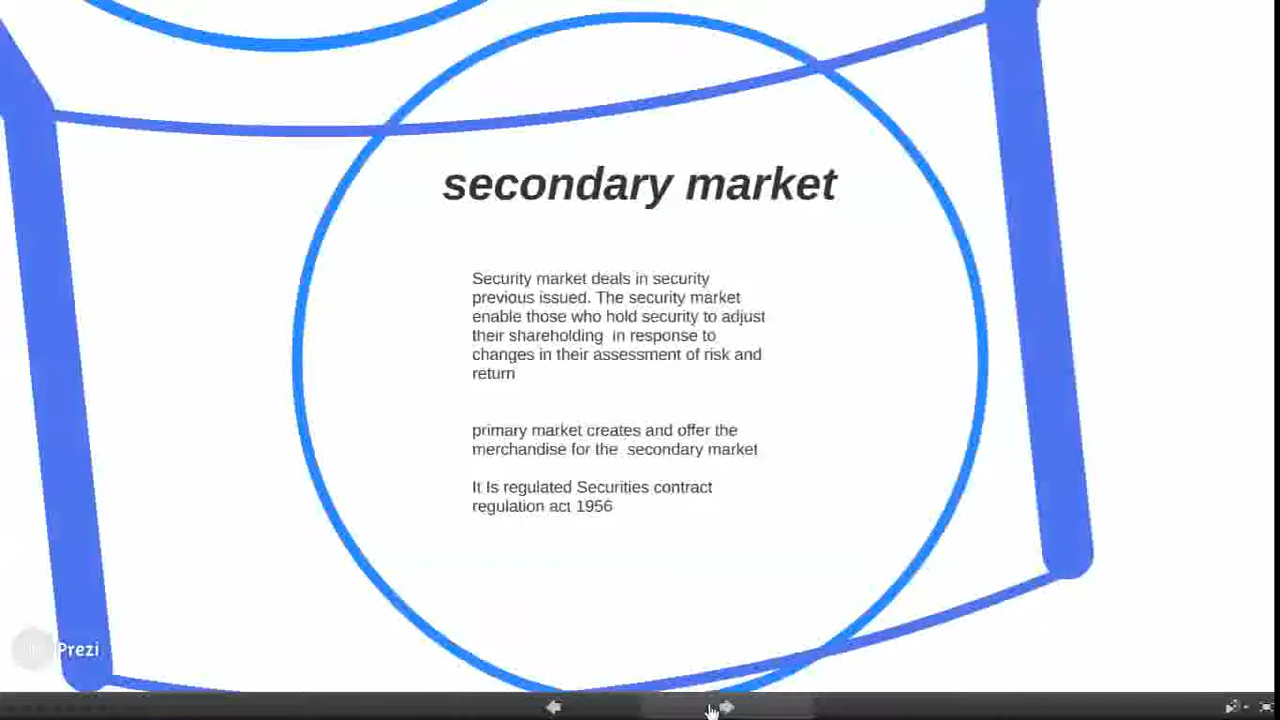 secondary market
Security market deals in security
previous issued. The security market
enable those who hold security to adjust
their shareholding  in response to
changes in their assessment of risk and
return
primary market creates and offer the
merchandise for the  secondary market
It Is regulated Securities contract
regulation act 1956
Prezi